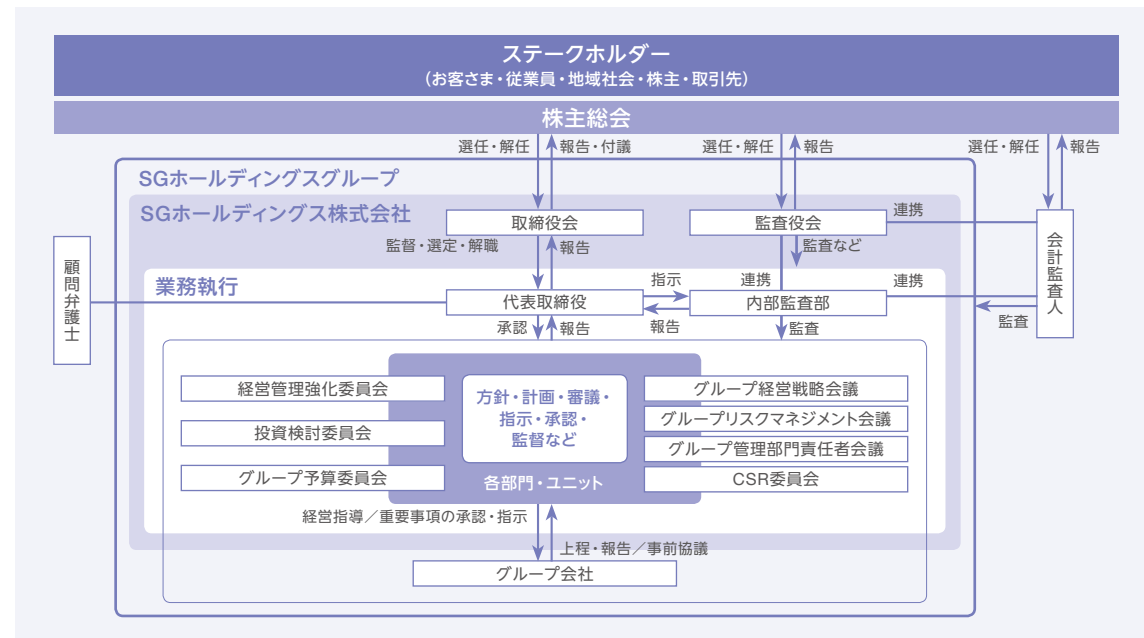 ステークホルダー
（お客さま・従業員・地域社会・株主・取引先）
株主総会
選任・解任
報告・付議
選任・解任
報告
選任・解任
報告
SGホールディングスグループ
SGホールディングス株式会社
取締役会
監査役会
連携
監督・選定・解職
報告
監査など
会計監査人
顧問弁護士
業務執行
指示
連携
連携
代表取締役
内部監査部
承認
報告
報告
監査
監査
経営管理強化委員会
投資検討委員会
グループ予算委員会
方針・計画・審議・
指示・承認・
監督など
各部門・ユニット
グループ経営戦略会議
グループリスクマネジメント会議
グループ管理部門責任者会議
CSR委員会
経営指導／重要事項の承認・指示
上程・報告／事前協議
グループ会社